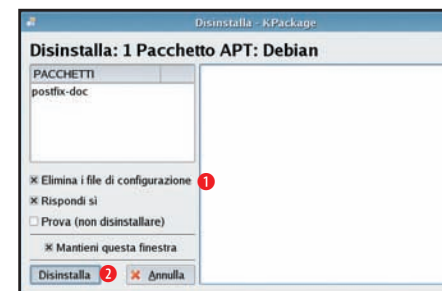 Disinstalla - KPackage
Disinstalla: 1 Pacchetto APT: Debian
PACCHETTI
postfix-doc
Elimina i file di configurazione 1
Rispondi sì
Prova (non disinstallare)
Mantieni questa finestra
Disinstalla 2 Annulla